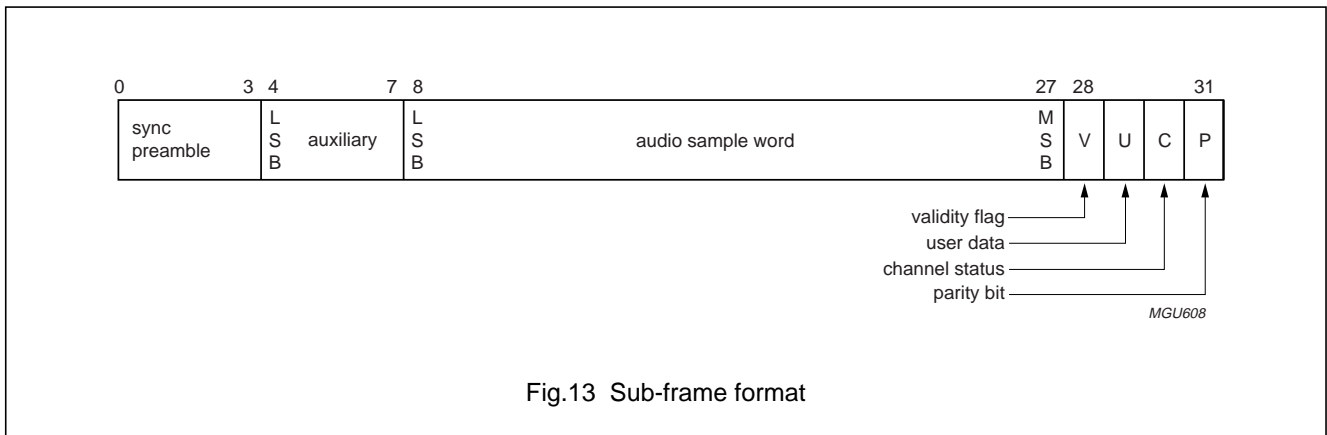 0 3 4 7 8 27 28 31
sync
preamble
L
S
B
auxiliary
L
S
B
audio sample word
M
S
B
V
U
C
P
validity flag
user data
channel status
parity bit
MGU608
Fig.13 Sub-frame format